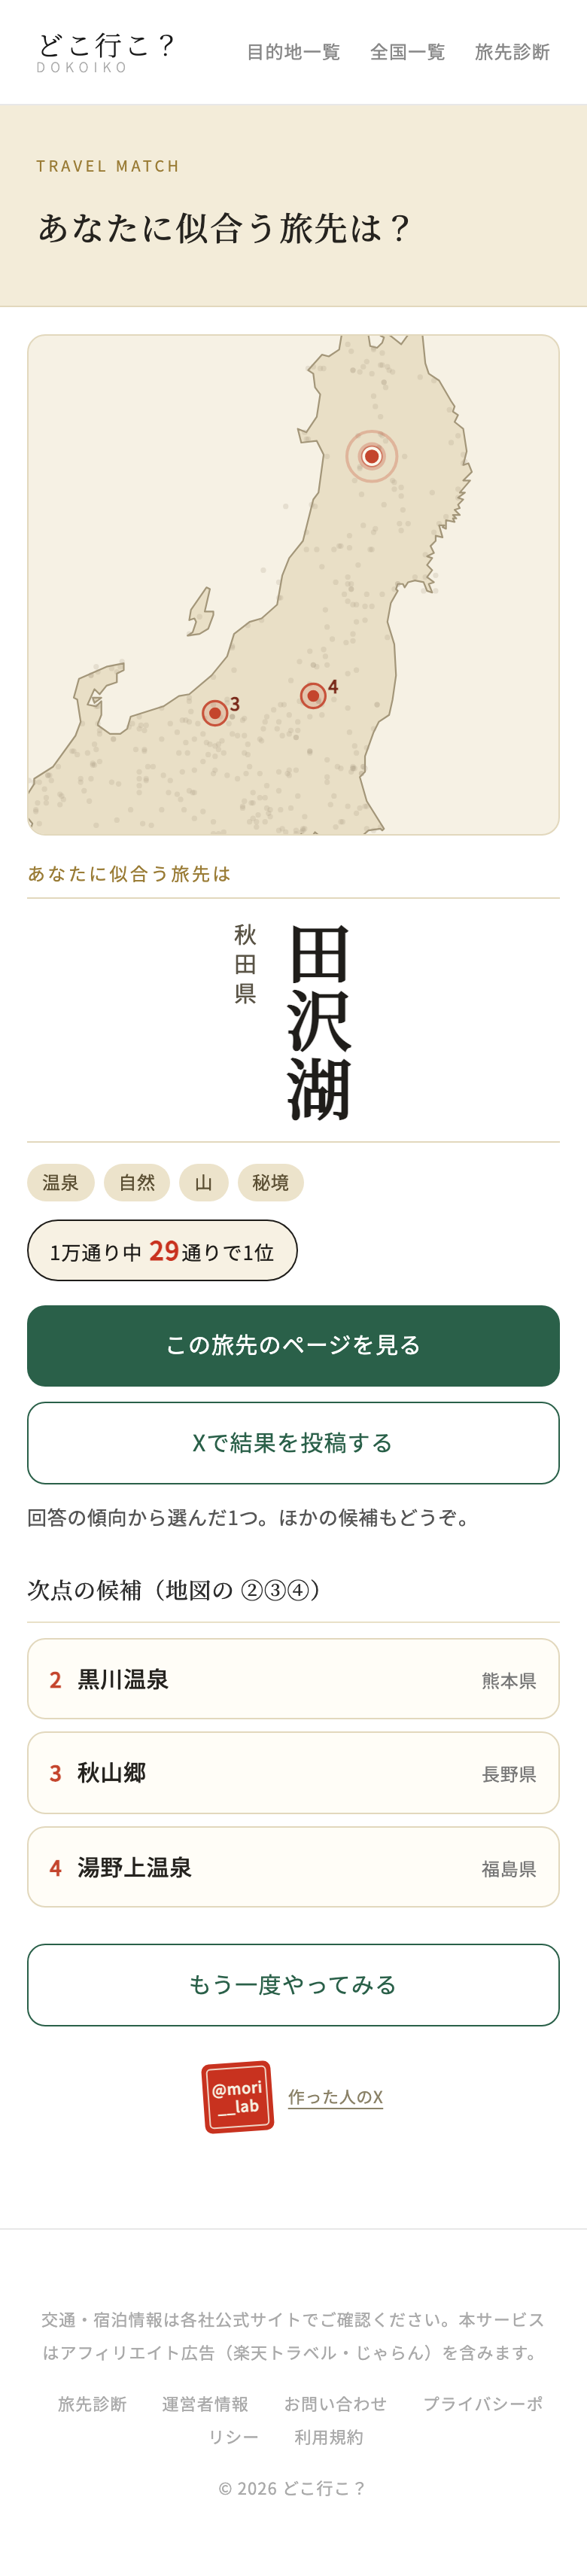 どこ行こ？
DOKOIKO
目的地一覧 全国一覧 旅先診断
TRAVEL MATCH
あなたに似合う旅先は？
3
4
あなたに似合う旅先は
田沢湖
秋田県
温泉 自然 山 秘境
1万通り中 29通りで1位
この旅先のページを見る
Xで結果を投稿する
回答の傾向から選んだ1つ。ほかの候補もどうぞ。
次点の候補（地図の ②③④）
2 黒川温泉 熊本県
3 秋山郷 長野県
4 湯野上温泉 福島県
もう一度やってみる
@mori
__lab
作った人のX
交通・宿泊情報は各社公式サイトでご確認ください。本サービス
はアフィリエイト広告（楽天トラベル・じゃらん）を含みます。
旅先診断 運営者情報 お問い合わせ プライバシーポ
リシー 利用規約
© 2026 どこ行こ？